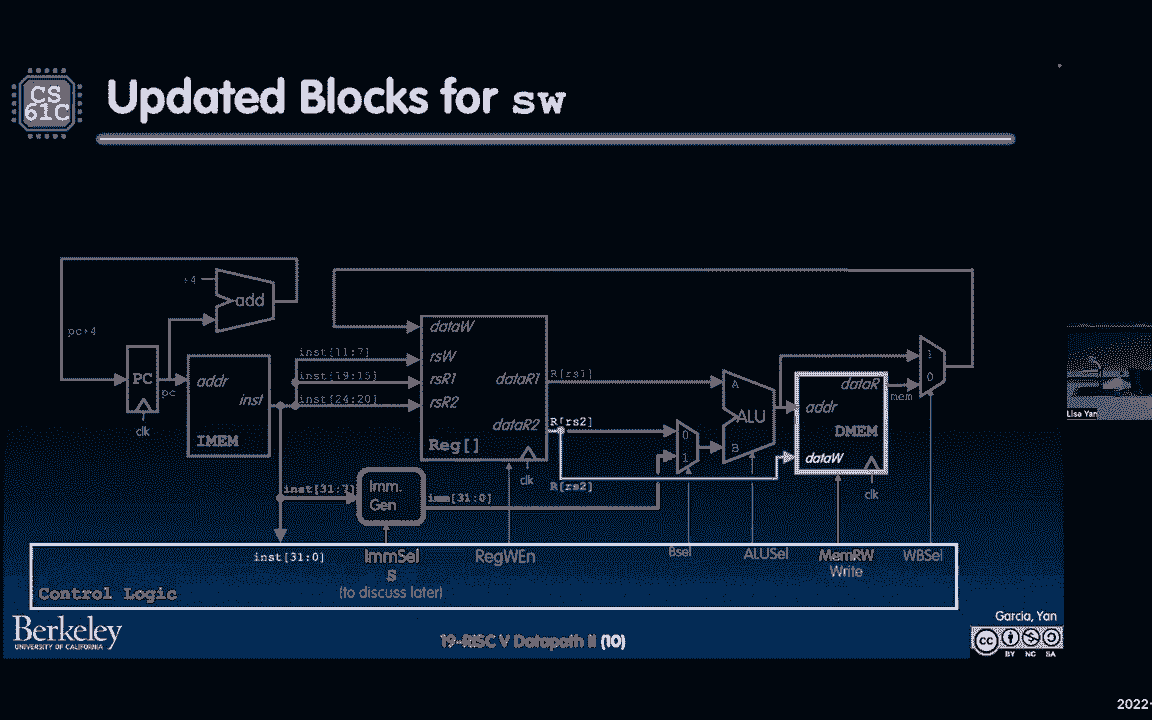 CS
61C
Updated Blocks for sw
+4
add
pc+4
PC
pc
clk
addr
inst
IMEM
inst[11:7]
inst[19:15]
inst[24:20]
dataW
rsW
rsR1
rsR2
dataR1
dataR2
Reg[]
clk
R[rs1]
R[rs2]
R[rs2]
inst[31:7]
Imm.
Gen
imm[31:0]
0
1
A
ALU
B
addr
dataR
DMEM
dataW
clk
mem
1
0
inst[31:0]
ImmSel
S
(to discuss later)
RegWEn
Bsel
ALUSel
MemRW
Write
WBSel
Control Logic
Berkeley
UNIVERSITY OF CALIFORNIA
19-RISC V Datapath II (10)
Garcia, Yan
cc
BY NC SA
Lisa Yan
2022-